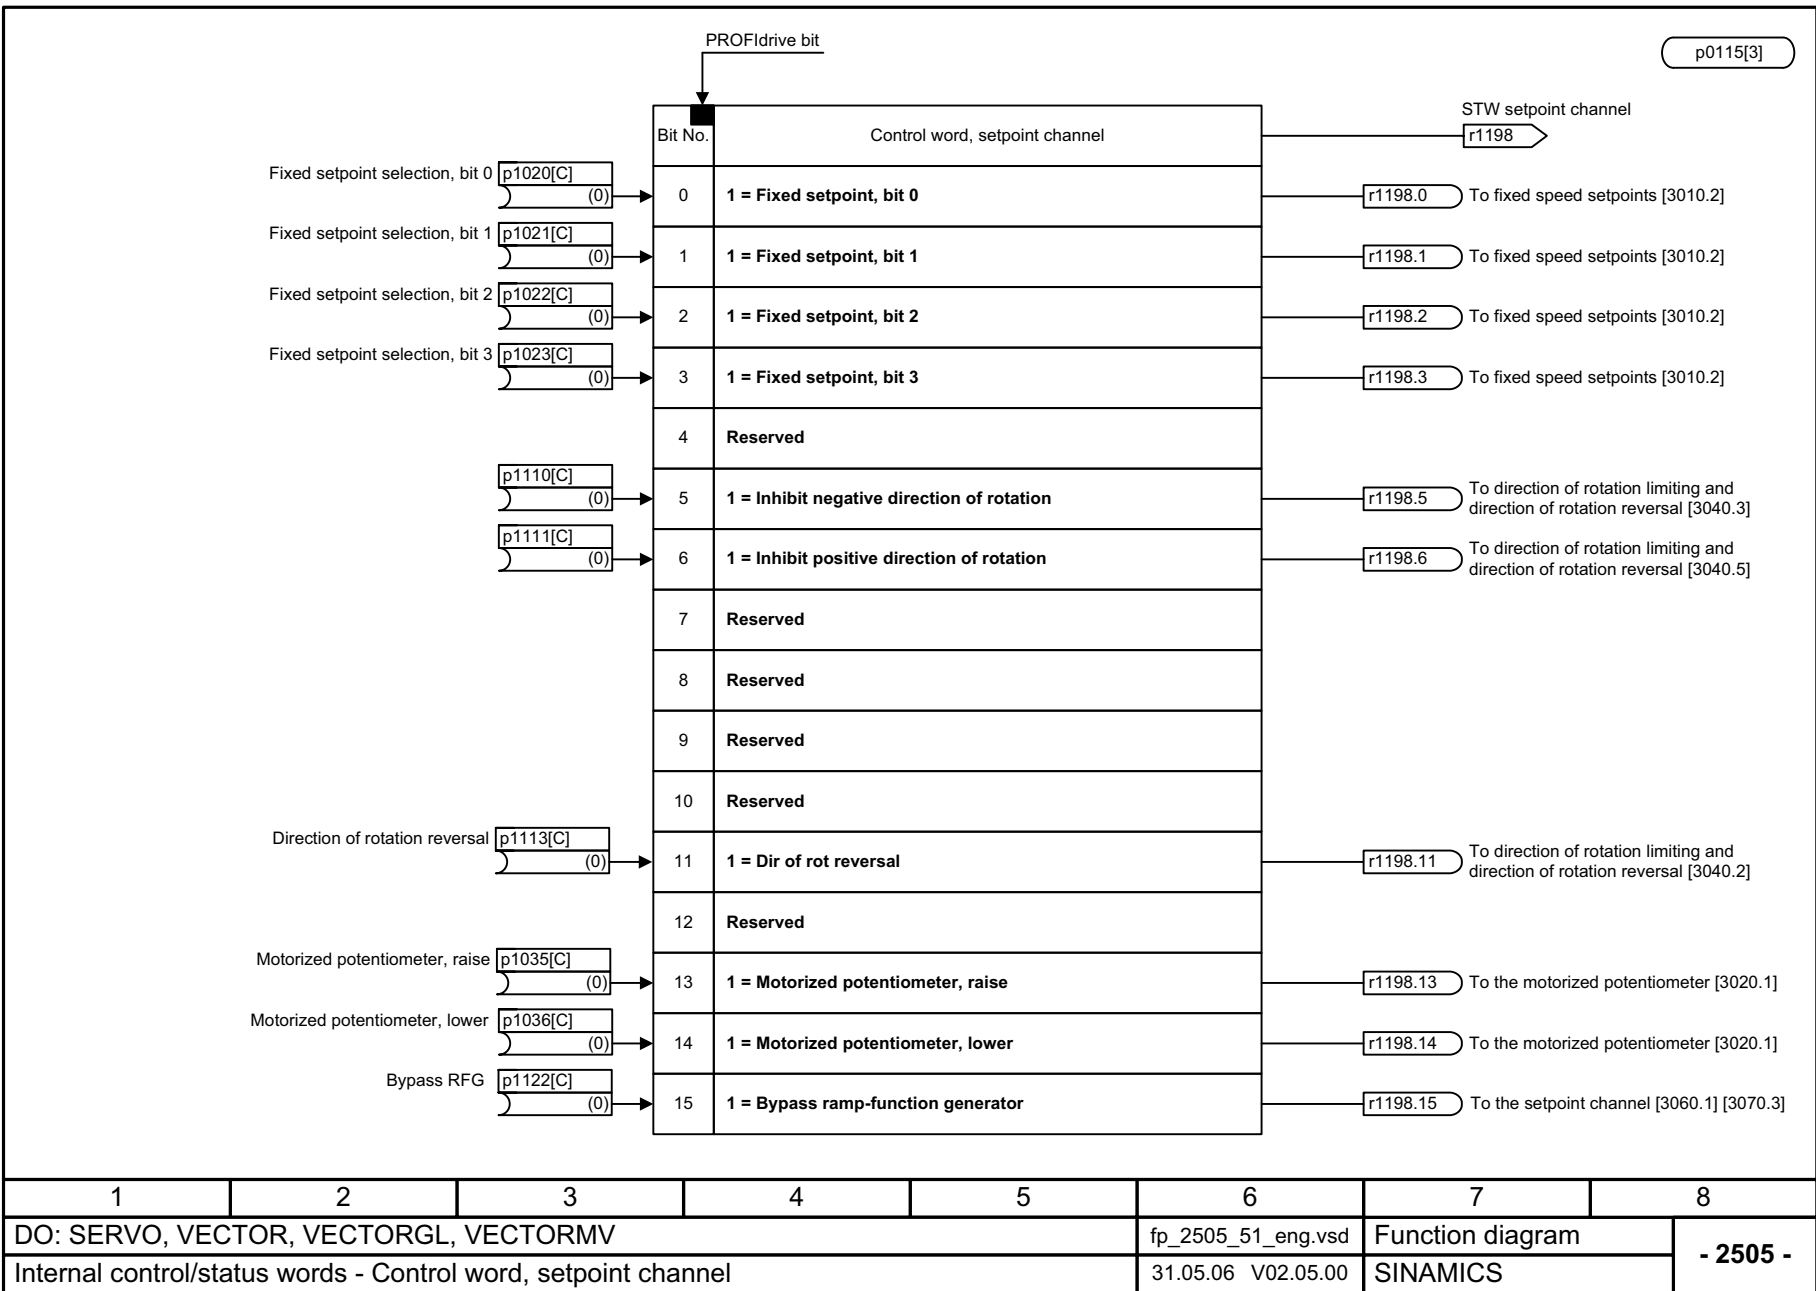 PROFIdrive bit
p0115[3]
STW setpoint channel
Bit No. Control word, setpoint channel r1198
Fixed setpoint selection, bit 0 p1020[C]
(0) 0 1 = Fixed setpoint, bit 0 r1198.0 To fixed speed setpoints [3010.2]
Fixed setpoint selection, bit 1 p1021[C]
(0) 1 1 = Fixed setpoint, bit 1 r1198.1 To fixed speed setpoints [3010.2]
Fixed setpoint selection, bit 2 p1022[C]
(0) 2 1 = Fixed setpoint, bit 2 r1198.2 To fixed speed setpoints [3010.2]
Fixed setpoint selection, bit 3 p1023[C]
(0) 3 1 = Fixed setpoint, bit 3 r1198.3 To fixed speed setpoints [3010.2]
4 Reserved
p1110[C]
(0) 5 1 = Inhibit negative direction of rotation r1198.5 To direction of rotation limiting and
direction of rotation reversal [3040.3]
p1111[C]
(0) 6 1 = Inhibit positive direction of rotation r1198.6 To direction of rotation limiting and
direction of rotation reversal [3040.5]
7 Reserved
8 Reserved
9 Reserved
10 Reserved
Direction of rotation reversal p1113[C]
(0) 11 1 = Dir of rot reversal r1198.11 To direction of rotation limiting and
direction of rotation reversal [3040.2]
12 Reserved
Motorized potentiometer, raise p1035[C]
(0) 13 1 = Motorized potentiometer, raise r1198.13 To the motorized potentiometer [3020.1]
Motorized potentiometer, lower p1036[C]
(0) 14 1 = Motorized potentiometer, lower r1198.14 To the motorized potentiometer [3020.1]
Bypass RFG p1122[C]
(0) 15 1 = Bypass ramp-function generator r1198.15 To the setpoint channel [3060.1] [3070.3]
1 2 3 4 5 6 7 8
DO: SERVO, VECTOR, VECTORGL, VECTORMV fp_2505_51_eng.vsd Function diagram
- 2505 -
Internal control/status words - Control word, setpoint channel 31.05.06 V02.05.00 SINAMICS